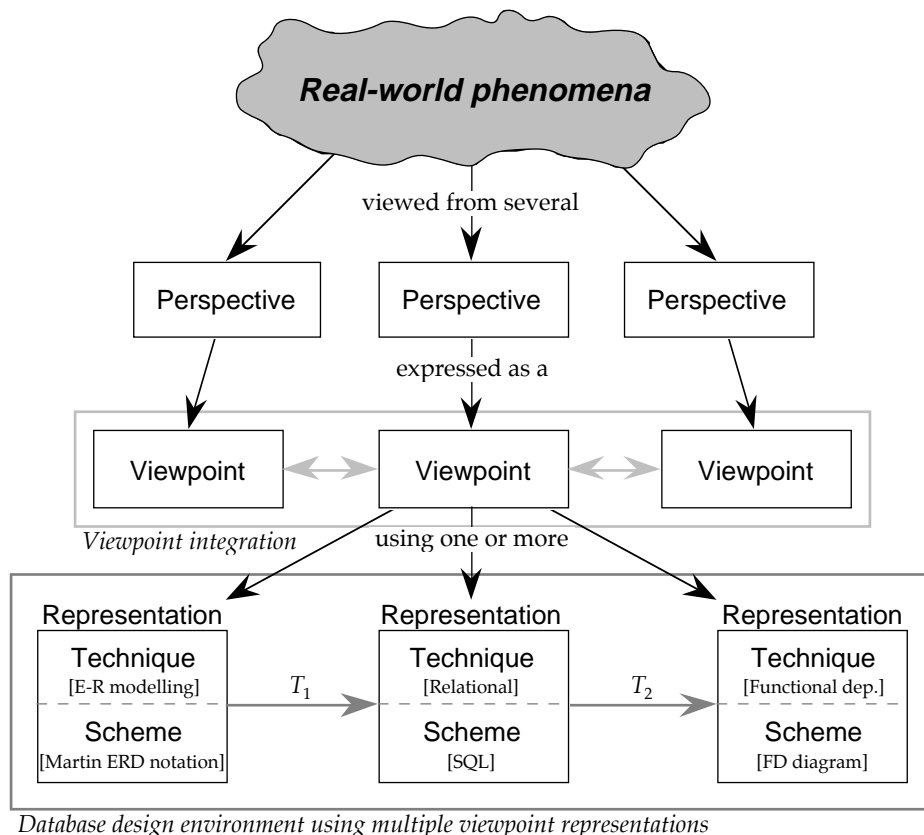 Real-world phenomena
viewed from several
Perspective
Perspective
Perspective
expressed as a
Viewpoint
Viewpoint
Viewpoint
Viewpoint integration
using one or more
Representation
Representation
Representation
Technique
[E-R modelling]
Scheme
[Martin ERD notation]
T1
Technique
[Relational]
Scheme
[SQL]
T2
Technique
[Functional dep.]
Scheme
[FD diagram]
Database design environment using multiple viewpoint representations